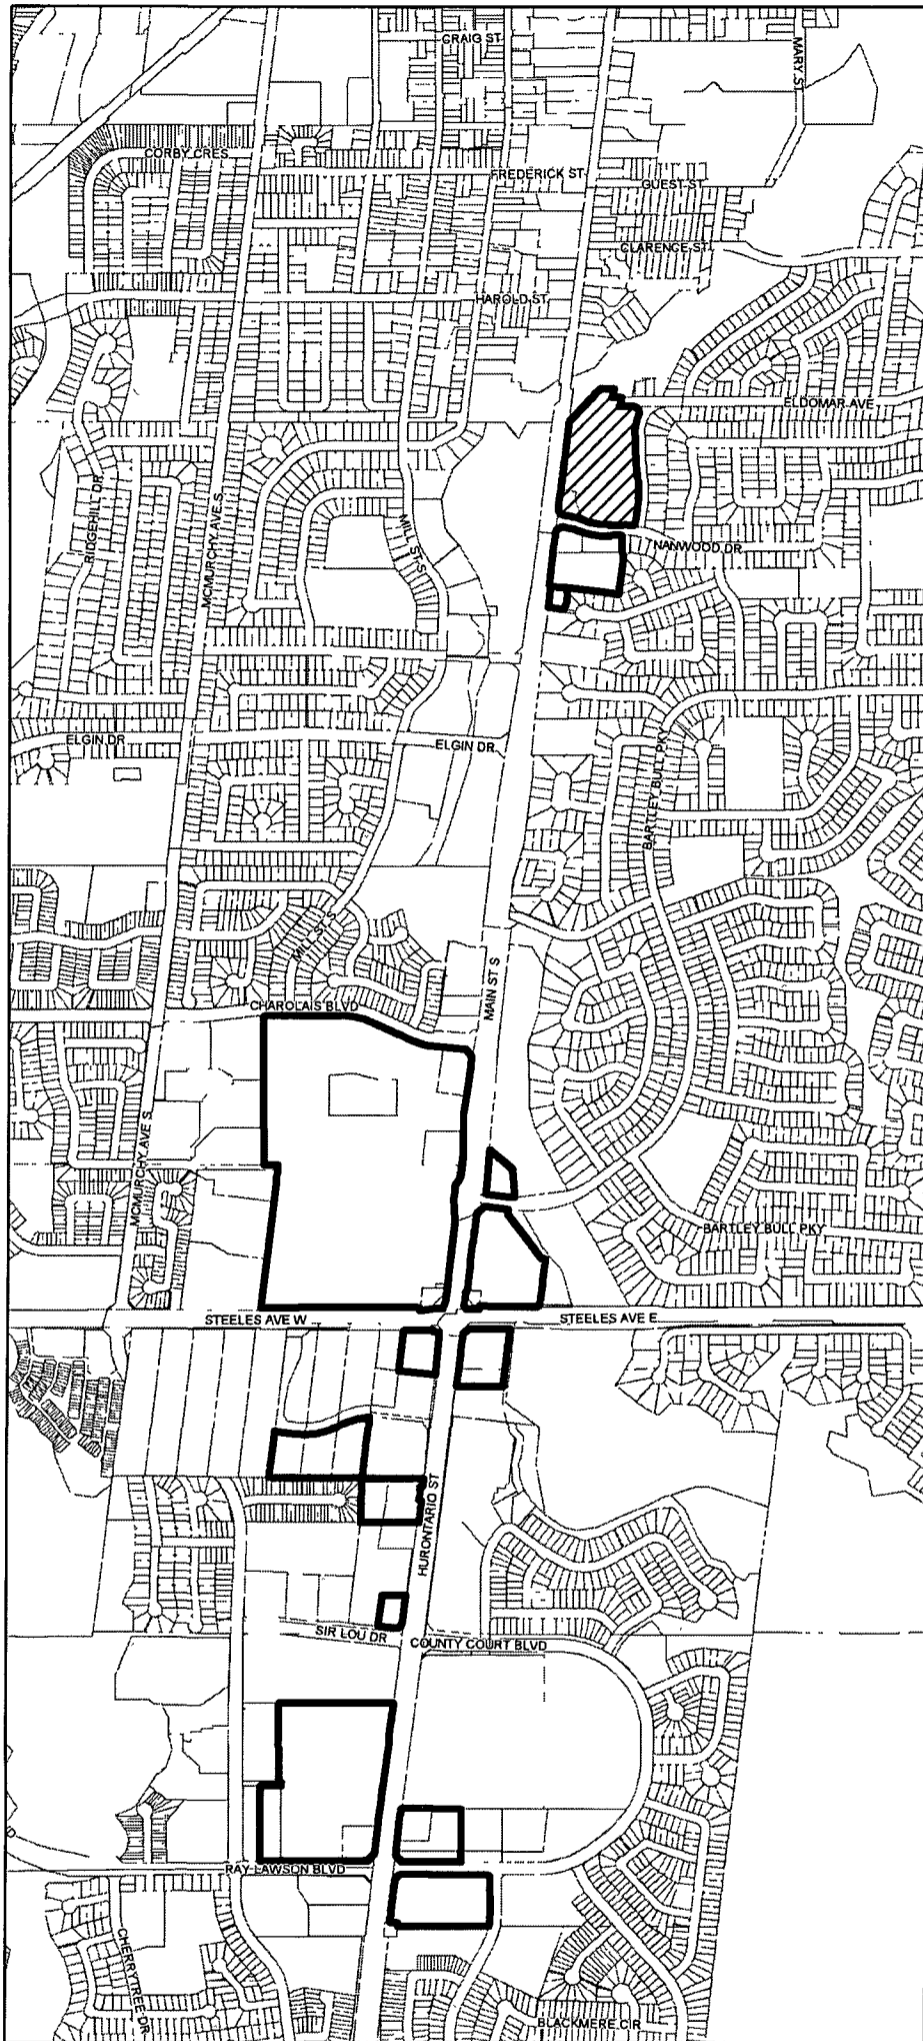 CRAIG ST
MARY ST
CORBY CRES
FREDERICK ST
GUEST ST
CLARENCE ST
HAROLD ST
ELDOMAR AVE
RIDGEHILL DR
MCMURCHY AVE S
MILL ST S
NANWOOD DR
ELGIN DR
ELGIN DR
BARTLEY BULL PKY
MILL ST S
MAIN ST S
CHAROLAIS BLVD
MCMURCHY AVE S
BARTLEY BULL PKY
STEELES AVE W
STEELES AVE E
HURONTARIO ST
SIR LOU DR
COUNTY COURT BLVD
RAY LAWSON BLVD
CHERRYTREE DR
BLACKMERE CIR